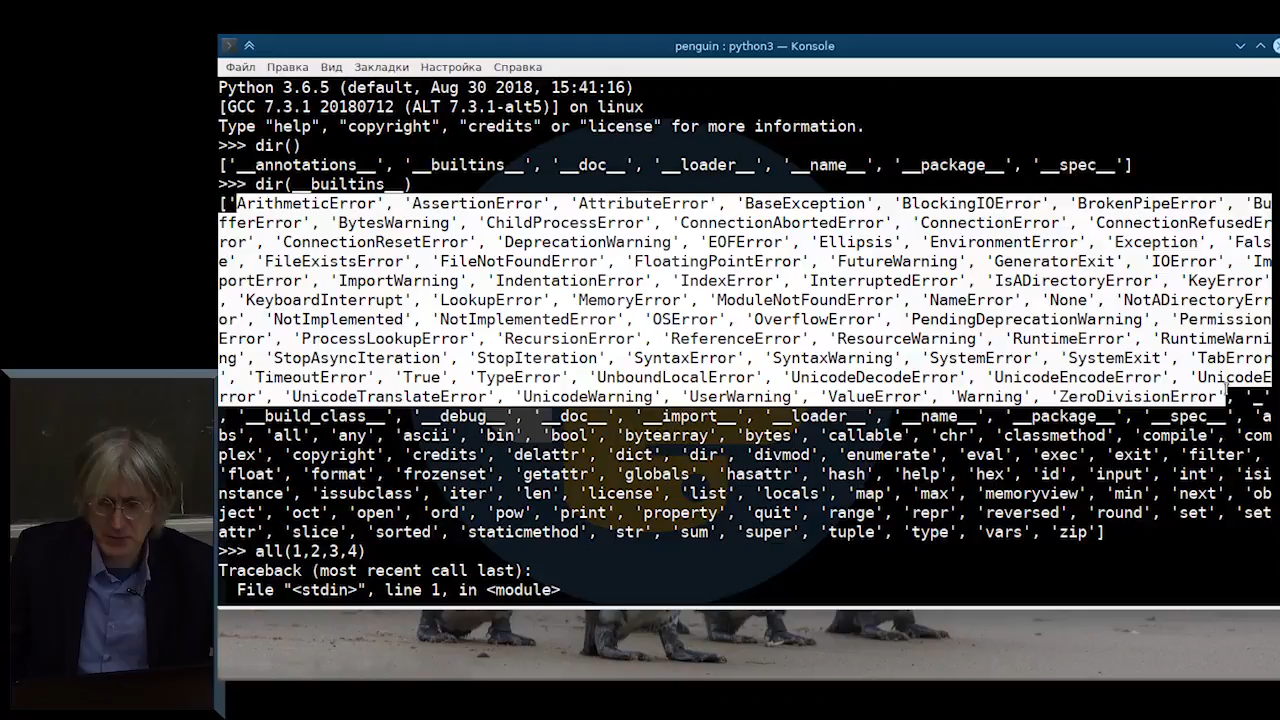 penguin : python3 — Konsole
Файл Правка Вид Закладки Настройка Справка
Python 3.6.5 (default, Aug 30 2018, 15:41:16)
[GCC 7.3.1 20180712 (ALT 7.3.1-alt5)] on linux
Type "help", "copyright", "credits" or "license" for more information.
>>> dir()
['__annotations__', '__builtins__', '__doc__', '__loader__', '__name__', '__package__', '__spec__']
>>> dir(__builtins__)
['ArithmeticError', 'AssertionError', 'AttributeError', 'BaseException', 'BlockingIOError', 'BrokenPipeError', 'Bu
fferError', 'BytesWarning', 'ChildProcessError', 'ConnectionAbortedError', 'ConnectionError', 'ConnectionRefusedEr
ror', 'ConnectionResetError', 'DeprecationWarning', 'EOFError', 'Ellipsis', 'EnvironmentError', 'Exception', 'Fals
e', 'FileExistsError', 'FileNotFoundError', 'FloatingPointError', 'FutureWarning', 'GeneratorExit', 'IOError', 'Im
portError', 'ImportWarning', 'IndentationError', 'IndexError', 'InterruptedError', 'IsADirectoryError', 'KeyError'
, 'KeyboardInterrupt', 'LookupError', 'MemoryError', 'ModuleNotFoundError', 'NameError', 'None', 'NotADirectoryErr
or', 'NotImplemented', 'NotImplementedError', 'OSError', 'OverflowError', 'PendingDeprecationWarning', 'Permission
Error', 'ProcessLookupError', 'RecursionError', 'ReferenceError', 'ResourceWarning', 'RuntimeError', 'RuntimeWarni
ng', 'StopAsyncIteration', 'StopIteration', 'SyntaxError', 'SyntaxWarning', 'SystemError', 'SystemExit', 'TabError
', 'TimeoutError', 'True', 'TypeError', 'UnboundLocalError', 'UnicodeDecodeError', 'UnicodeEncodeError', 'UnicodeE
rror', 'UnicodeTranslateError', 'UnicodeWarning', 'UserWarning', 'ValueError', 'Warning', 'ZeroDivisionError', '_
', '__build_class__', '__debug__', '__doc__', '__import__', '__loader__', '__name__', '__package__', '__spec__', 'a
bs', 'all', 'any', 'ascii', 'bin', 'bool', 'bytearray', 'bytes', 'callable', 'chr', 'classmethod', 'compile', 'com
plex', 'copyright', 'credits', 'delattr', 'dict', 'dir', 'divmod', 'enumerate', 'eval', 'exec', 'exit', 'filter',
'float', 'format', 'frozenset', 'getattr', 'globals', 'hasattr', 'hash', 'help', 'hex', 'id', 'input', 'int', 'isi
nstance', 'issubclass', 'iter', 'len', 'license', 'list', 'locals', 'map', 'max', 'memoryview', 'min', 'next', 'ob
ject', 'oct', 'open', 'ord', 'pow', 'print', 'property', 'quit', 'range', 'repr', 'reversed', 'round', 'set', 'set
attr', 'slice', 'sorted', 'staticmethod', 'str', 'sum', 'super', 'tuple', 'type', 'vars', 'zip']
>>> all(1,2,3,4)
Traceback (most recent call last):
File "<stdin>", line 1, in <module>